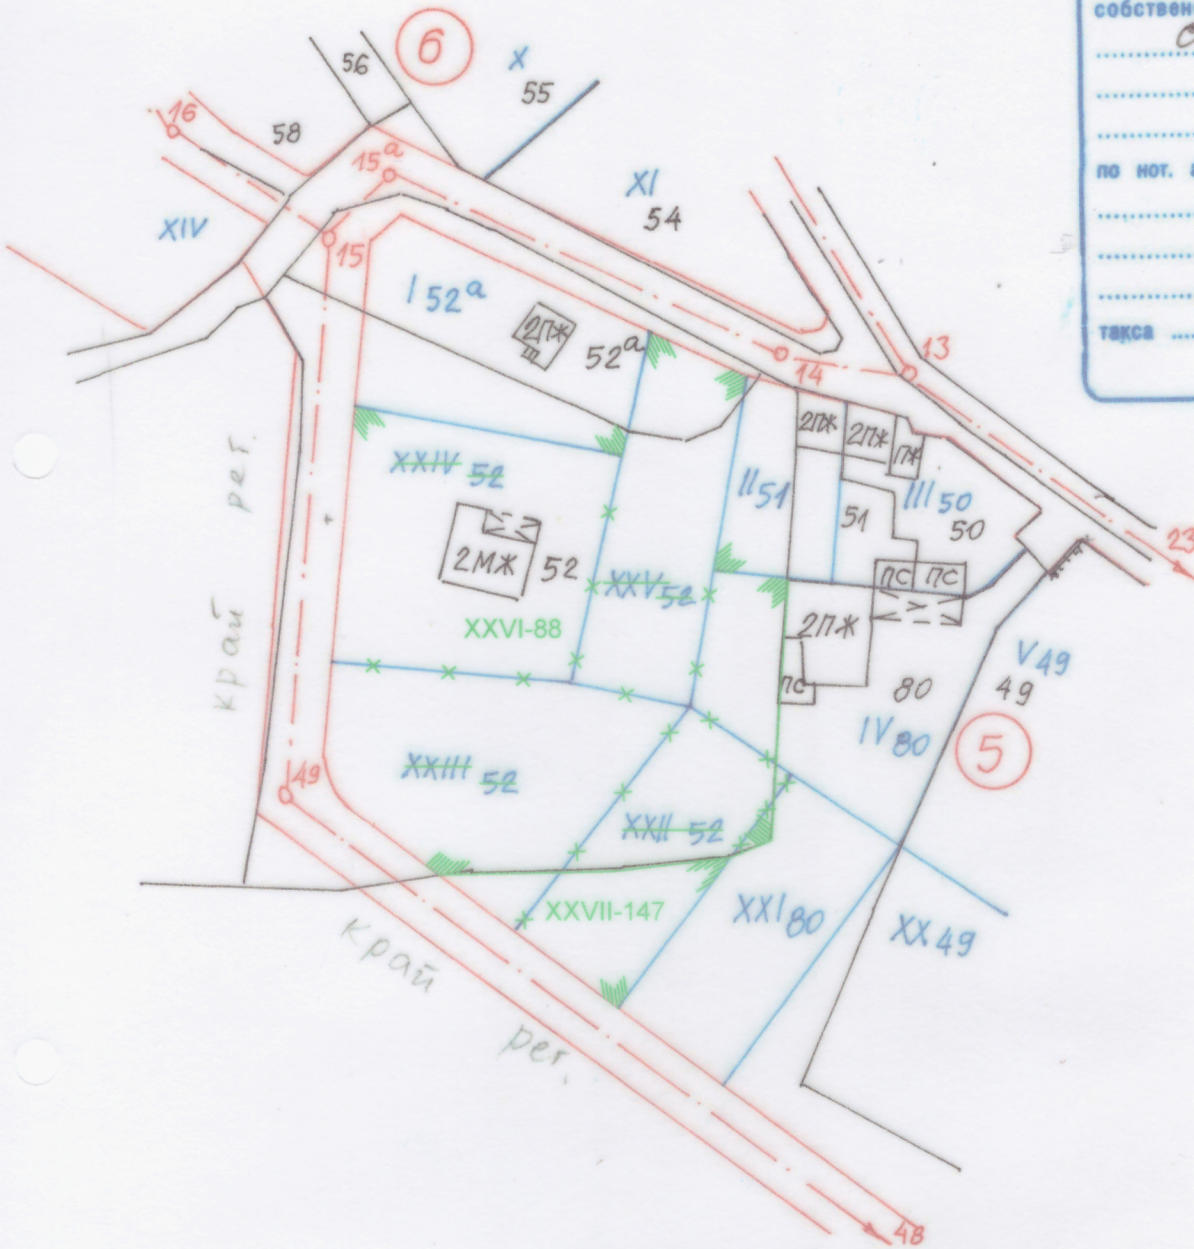 собствен
56
6
X
55
58
16
15а
XI
54
по нот. а
XIV
15
I 52а
2ПЖ
52а
14
13
такса
край рег.
XXIV 52
2ПЖ
2ПЖ
ПЖ
II 51
III 50
51
50
23
2МЖ
52
XXV 52
ПС
ПС
XXVI-88
2ПЖ
ПС
80
V 49
49
IV 80
5
49
XXIII 52
XXII 52
XXVII-147
XXI 80
XX 49
край
рег.
48